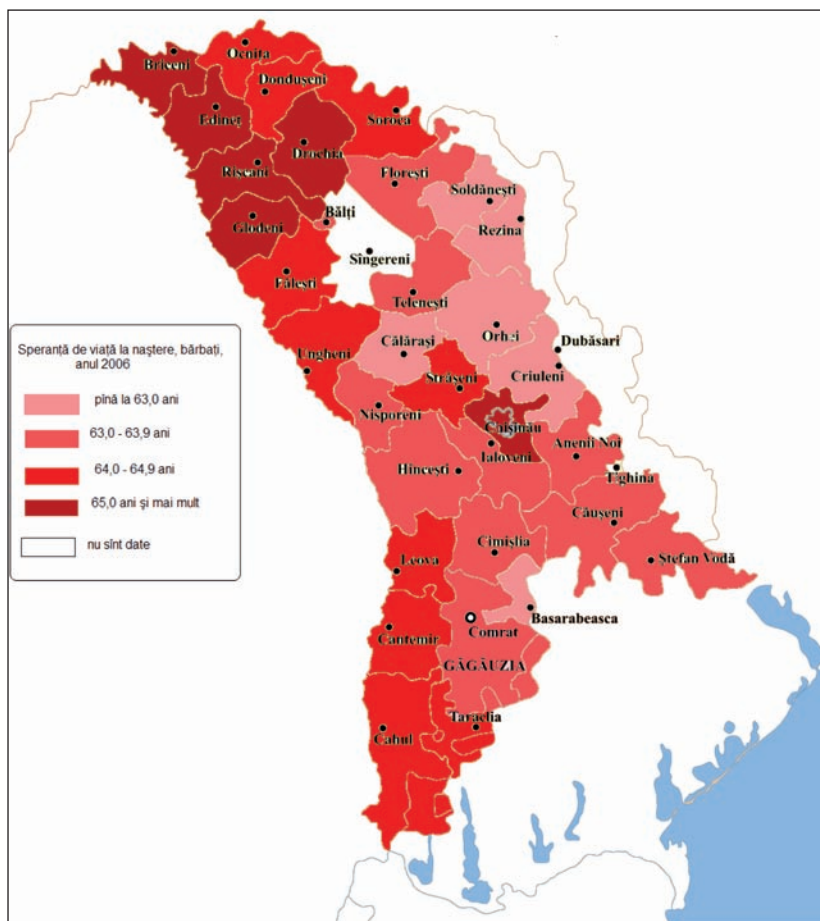 Briceni
Ocnita
Dondușeni
Edineț
Soroca
Drochia
Rîșcani
Florești
Soldănești
Bălți
Glodeni
Rezina
Sîngereni
Fălești
Telenești
Orhei
Dubăsari
Călărași
Ungheni
Criuleni
Strășeni
Nisporeni
Chișinău
Ialoveni
Anenii Noi
Hîncești
Tighina
Căușeni
Cimișlia
Leova
Ștefan Vodă
Basarabeasca
Cantemir
Comrat
GĂGĂUZIA
Taraclia
Cahul
Speranță de viață la naștere, bărbați,
anul 2006
pînă la 63,0 ani
63,0 - 63,9 ani
64,0 - 64,9 ani
65,0 ani și mai mult
nu sînt date